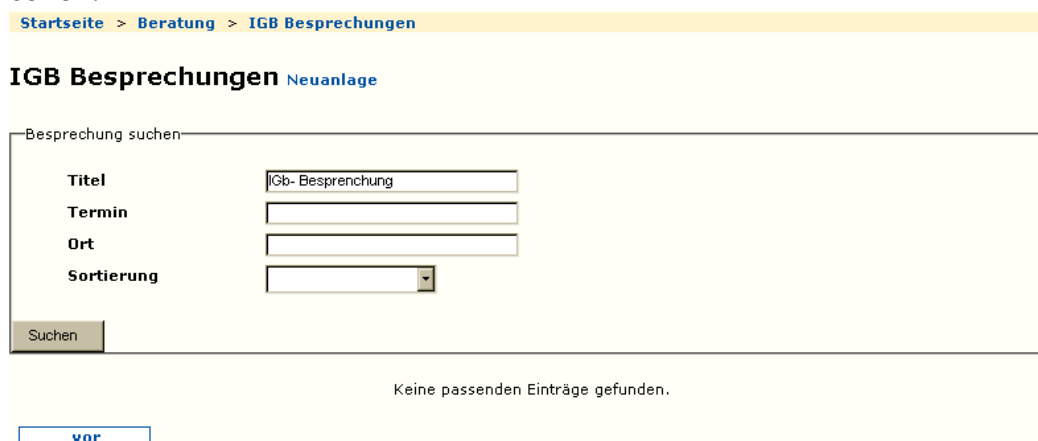 Startseite > Beratung > IGB Besprechungen
IGB Besprechungen Neuanlage
Besprechung suchen
Titel IGb- Besprenchung
Termin
Ort
Sortierung
Suchen
Keine passenden Einträge gefunden.
vor